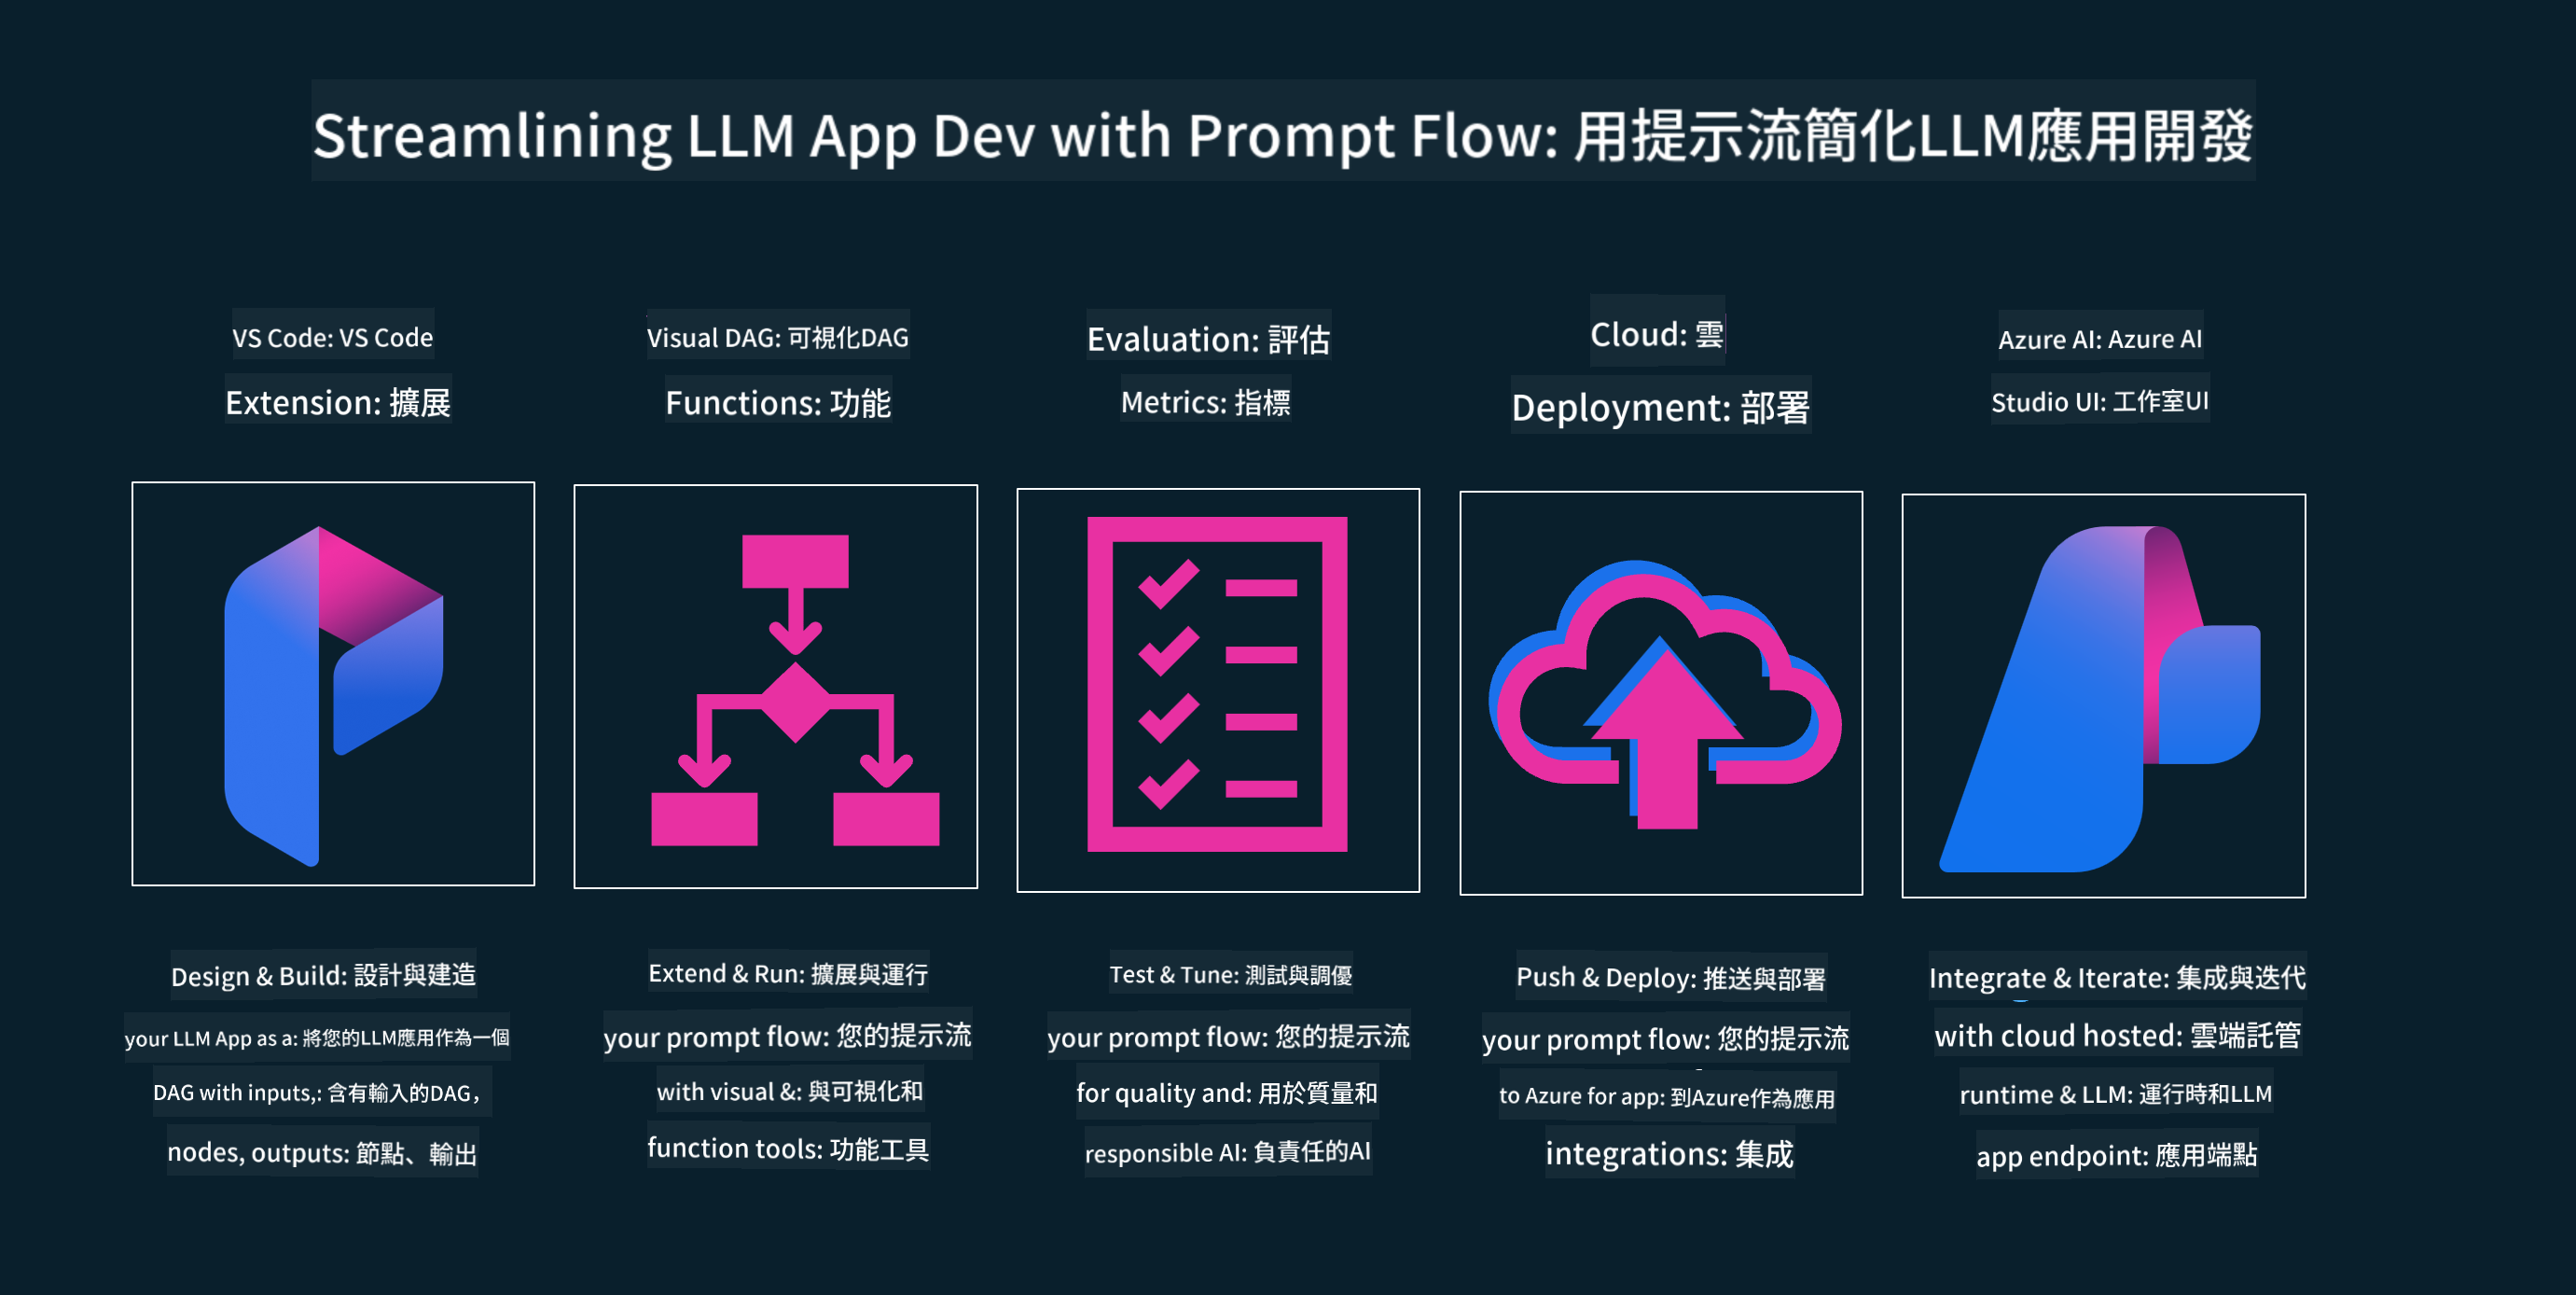 Streamlining LLM App Dev with Prompt Flow: 用提示流簡化LLM應用開發
VS Code: VS Code
Extension: 擴展
Visual DAG: 可視化DAG
Functions: 功能
Evaluation: 評估
Metrics: 指標
Cloud: 雲
Deployment: 部署
Azure AI: Azure AI
Studio UI: 工作室UI
Design & Build: 設計與建造
your LLM App as a: 將您的LLM應用作為一個
DAG with inputs,: 含有輸入的DAG，
nodes, outputs: 節點、輸出
Extend & Run: 擴展與運行
your prompt flow: 您的提示流
with visual &: 與可視化和
function tools: 功能工具
Test & Tune: 測試與調優
your prompt flow: 您的提示流
for quality and: 用於質量和
responsible AI: 負責任的AI
Push & Deploy: 推送與部署
your prompt flow: 您的提示流
to Azure for app: 到Azure作為應用
integrations: 集成
Integrate & Iterate: 集成與迭代
with cloud hosted: 雲端託管
runtime & LLM: 運行時和LLM
app endpoint: 應用端點